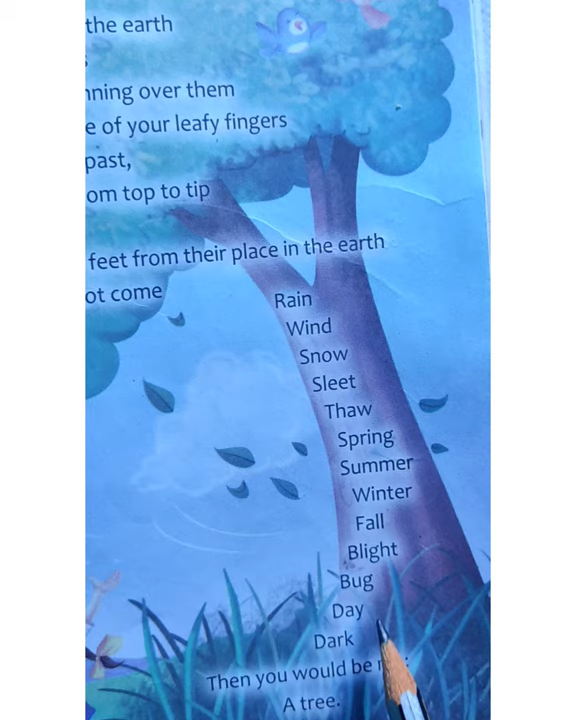 the earth
s
nning over them
e of your leafy fingers
past,
om top to tip
feet from their place in the earth
ot come
Rain
Wind
Snow
Sleet
Thaw
Spring
Summer
Winter
Fall
Blight
Bug
Day
Dark
Then you would be
A tree.